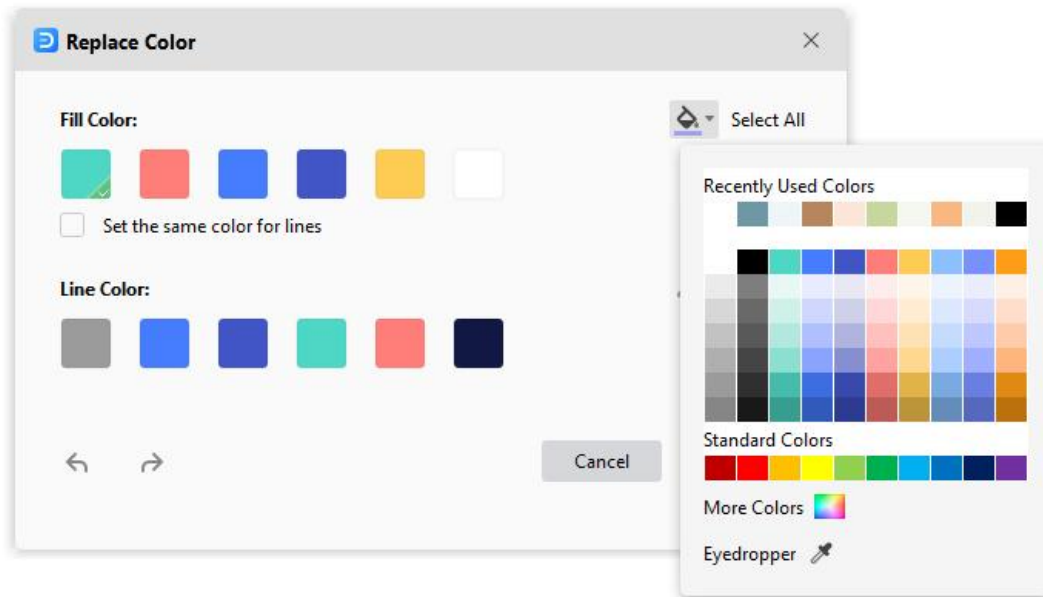 Replace Color
Fill Color:
Select All
Set the same color for lines
Line Color:
Cancel
Recently Used Colors
Standard Colors
More Colors
Eyedropper